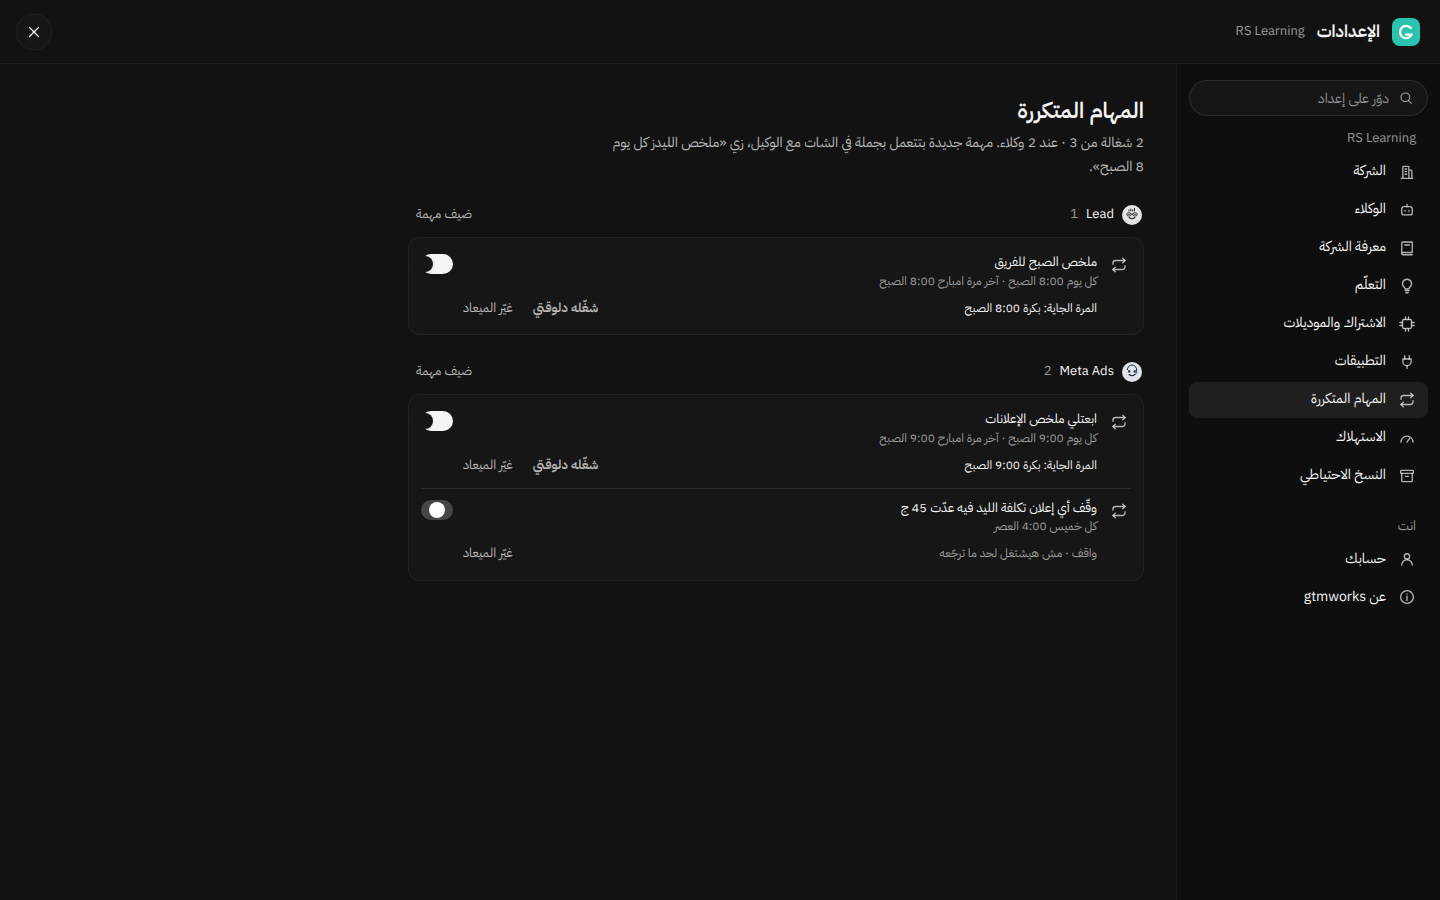 الإعدادات RS Learning
دوّر على إعداد
RS Learning
الشركة
الوكلاء
معرفة الشركة
التعلّم
الاشتراك والموديلات
التطبيقات
المهام المتكررة
الاستهلاك
النسخ الاحتياطي
انت
حسابك
عن gtmworks
المهام المتكررة
2 شغالة من 3 · عند 2 وكلاء. مهمة جديدة بتتعمل بجملة في الشات مع الوكيل، زي «ملخص الليدز كل يوم
8 الصبح».
Lead 1 ضيف مهمة
ملخص الصبح للفريق
كل يوم 8:00 الصبح · آخر مرة امبارح 8:00 الصبح
المرة الجاية: بكرة 8:00 الصبح شغّله دلوقتي غيّر الميعاد
Meta Ads 2 ضيف مهمة
ابعتلي ملخص الإعلانات
كل يوم 9:00 الصبح · آخر مرة امبارح 9:00 الصبح
المرة الجاية: بكرة 9:00 الصبح شغّله دلوقتي غيّر الميعاد
وقّف أي إعلان تكلفة الليد فيه عدّت 45 ج
كل خميس 4:00 العصر
واقف · مش هيشتغل لحد ما ترجّعه غيّر الميعاد